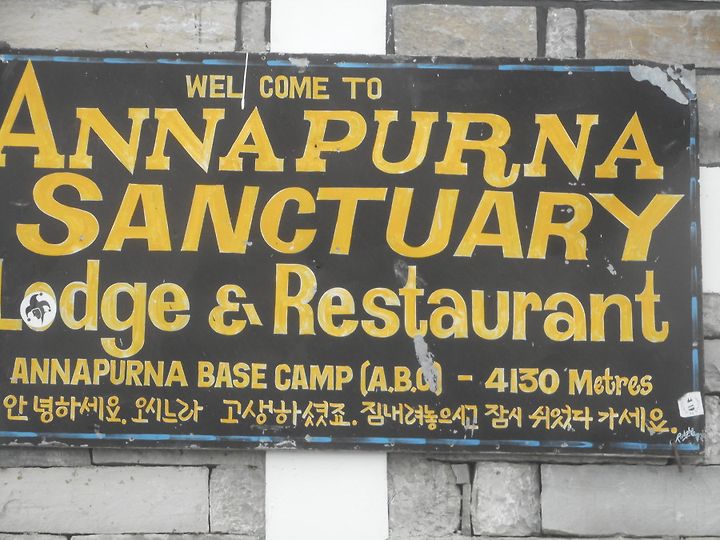 WEL COME TO
ANNAPURNA
SANCTUARY
Lodge & Restaurant
ANNAPURNA BASE CAMP (A.B.C) - 4130 Metres
안녕하세요. 오시느라 고생하셨죠. 짐내려놓으시고 잠시 쉬었다 가세요.